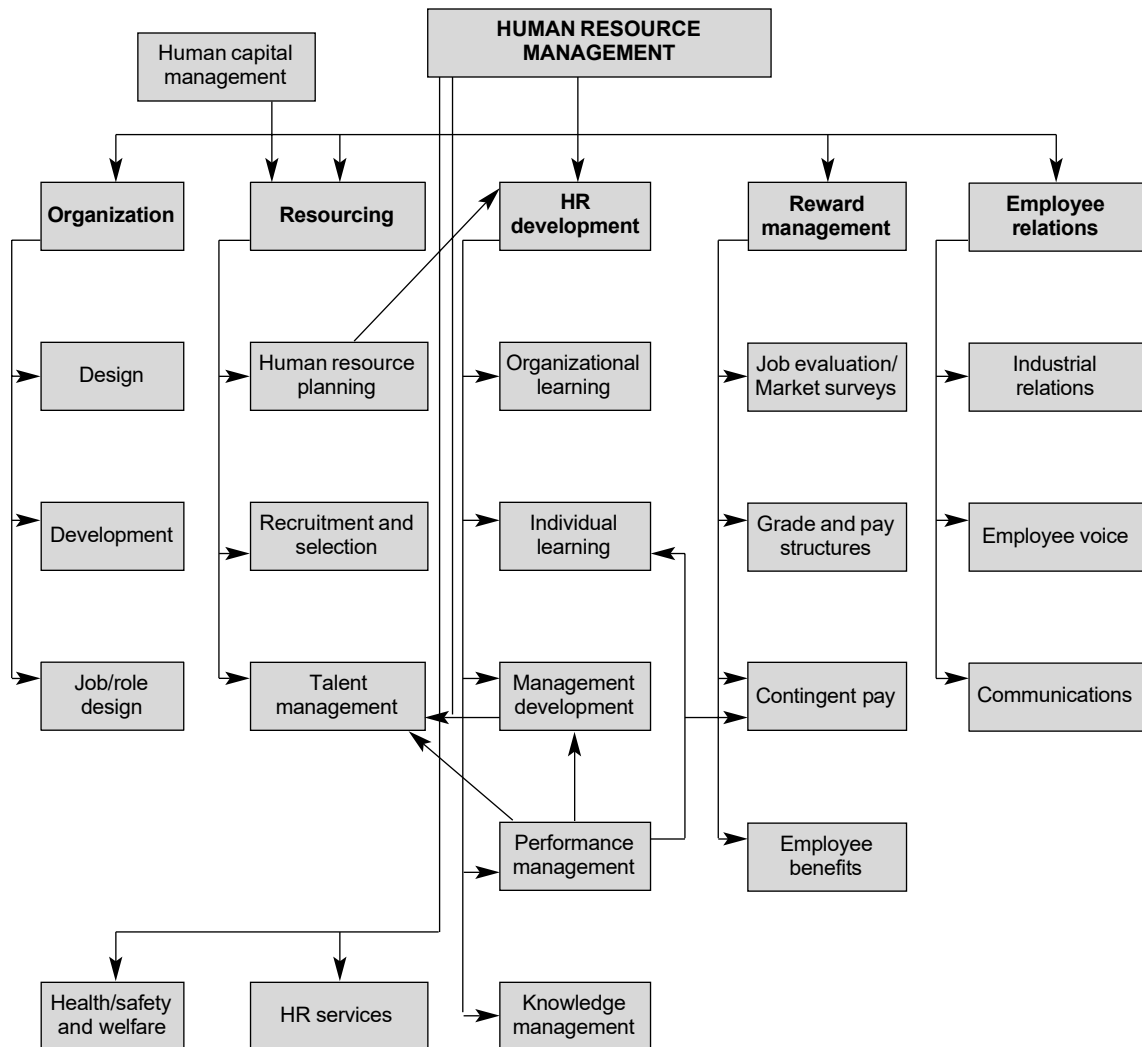 HUMAN RESOURCE
MANAGEMENT
Human capital
management
Organization
Resourcing
HR
development
Reward
management
Employee
relations
Design
Human resource
planning
Organizational
learning
Job evaluation/
Market surveys
Industrial
relations
Development
Recruitment and
selection
Individual
learning
Grade and pay
structures
Employee voice
Job/role
design
Talent
management
Management
development
Contingent pay
Communications
Performance
management
Employee
benefits
Health/safety
and welfare
HR services
Knowledge
management